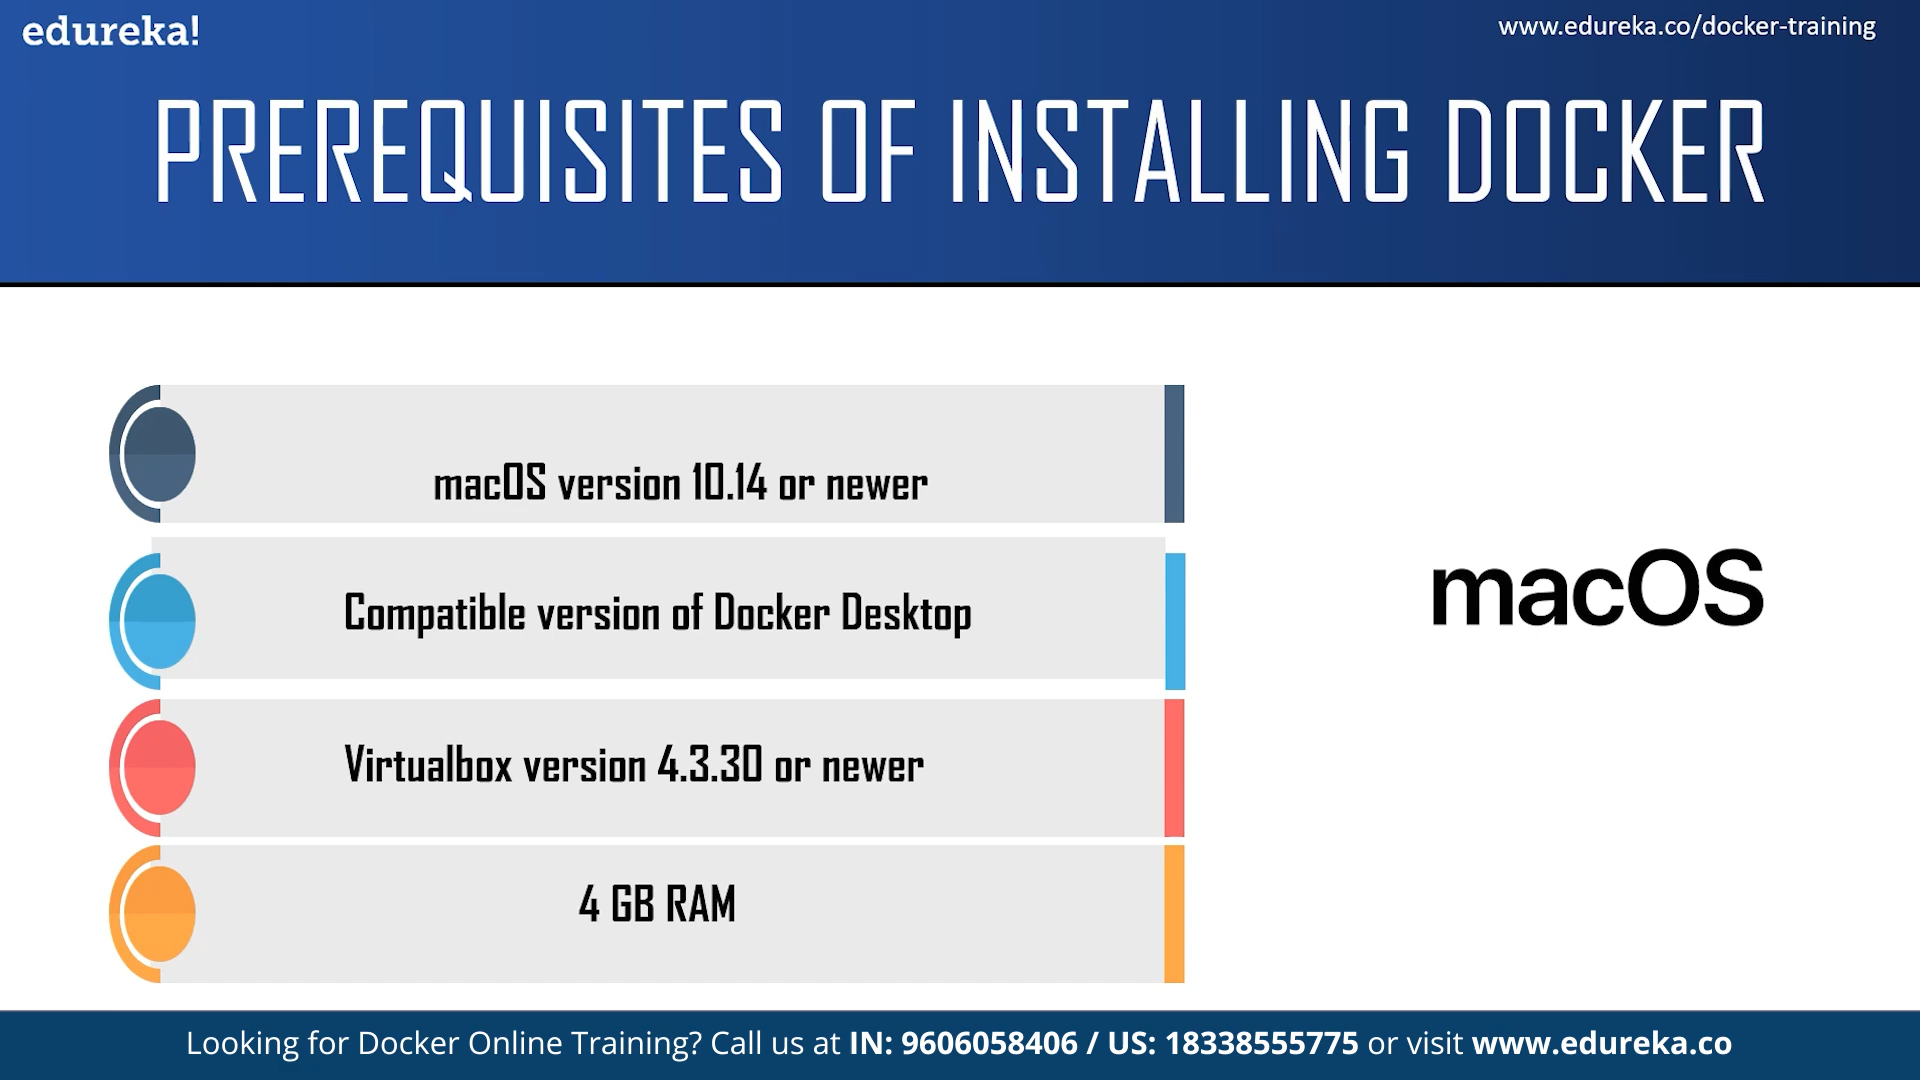 edureka!
www.edureka.co/docker-training
PREREQUISITES OF INSTALLING DOCKER
macOS version 10.14 or newer
Compatible version of Docker Desktop
macOS
Virtualbox version 4.3.30 or newer
4 GB RAM
Looking for Docker Online Training? Call us at IN: 9606058406 / US: 18338555775 or visit www.edureka.co